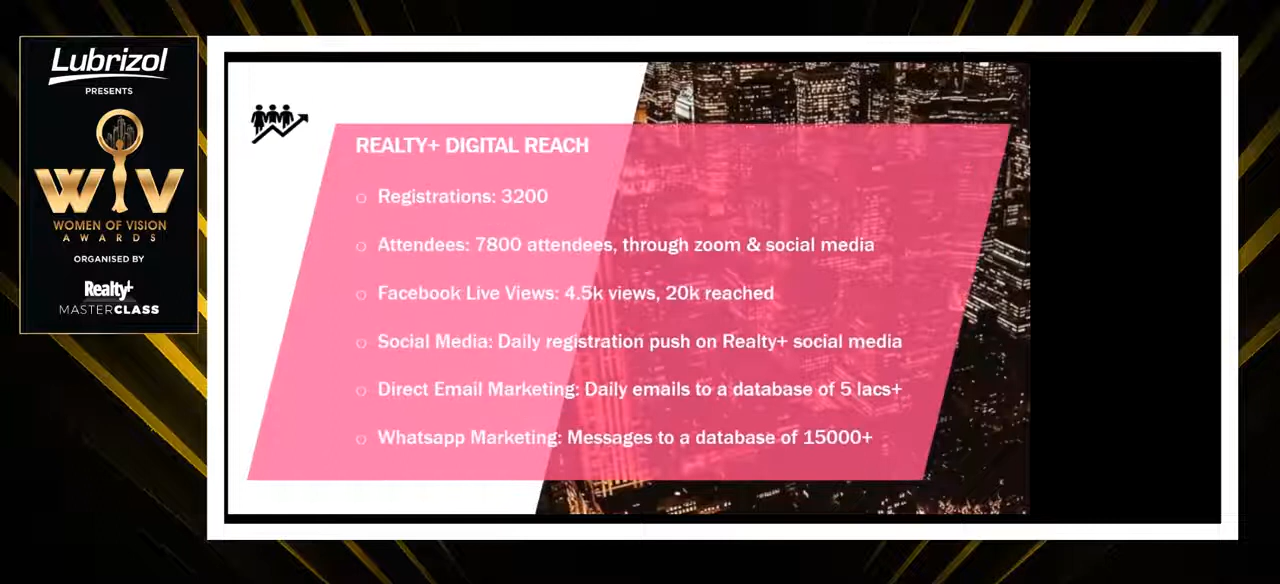 Lubrizol
PRESENTS
WIV
WOMEN OF VISION
AWARDS
ORGANISED BY
Realty+
MASTERCLASS
REALTY+ DIGITAL REACH
Registrations: 3200
Attendees: 7800 attendees, through zoom & social media
Facebook Live Views: 4.5k views, 20k reached
Social Media: Daily registration push on Realty+ social media
Direct Email Marketing: Daily emails to a database of 5 lacs+
Whatsapp Marketing: Messages to a database of 15000+